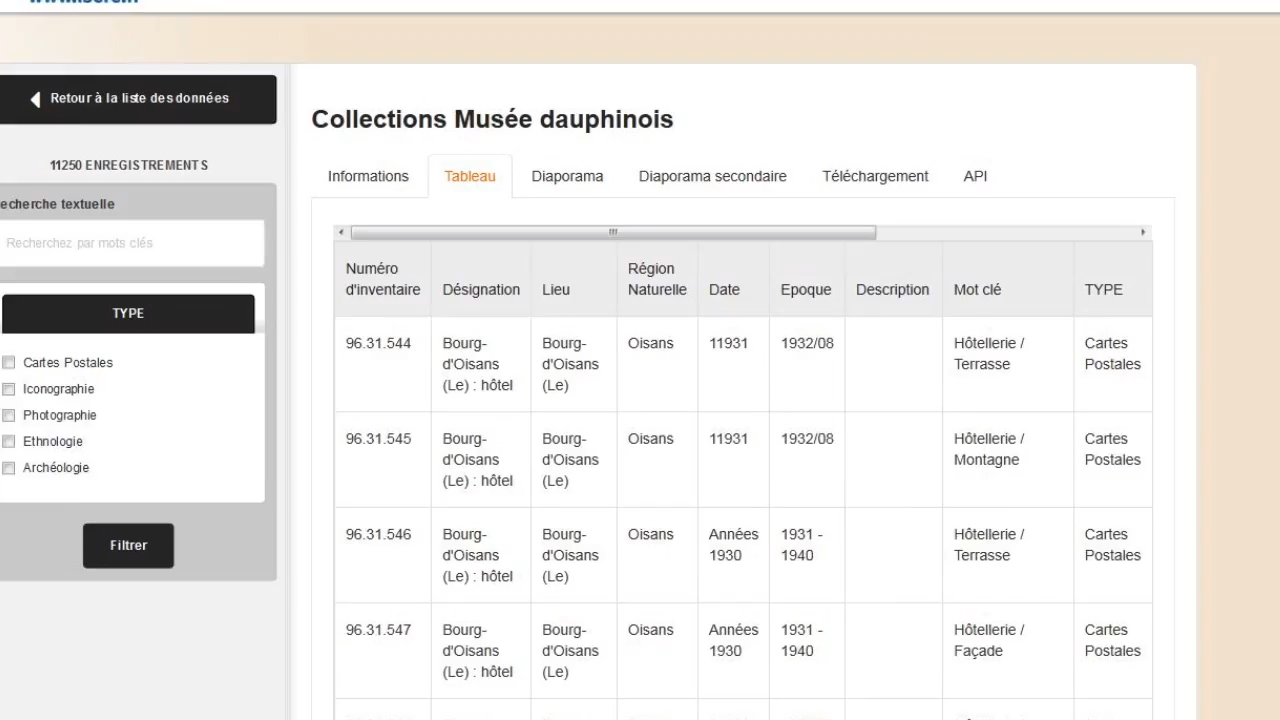 Retour à la liste des données
11250 ENREGISTREMENTS
echerche textuelle
Recherchez par mots clés
TYPE
Cartes Postales
Iconographie
Photographie
Ethnologie
Archéologie
Filtrer
Collections Musée dauphinois
Informations Tableau Diaporama Diaporama secondaire Téléchargement API
Numéro d'inventaire Désignation Lieu Région Naturelle Date Epoque Description Mot clé TYPE
96.31.544 Bourg-d'Oisans (Le) : hôtel Bourg-d'Oisans (Le) Oisans 11931 1932/08 Hôtellerie / Terrasse Cartes Postales
96.31.545 Bourg-d'Oisans (Le) : hôtel Bourg-d'Oisans (Le) Oisans 11931 1932/08 Hôtellerie / Montagne Cartes Postales
96.31.546 Bourg-d'Oisans (Le) : hôtel Bourg-d'Oisans (Le) Oisans Années 1930 1931 - 1940 Hôtellerie / Terrasse Cartes Postales
96.31.547 Bourg-d'Oisans (Le) : hôtel Bourg-d'Oisans (Le) Oisans Années 1930 1931 - 1940 Hôtellerie / Façade Cartes Postales